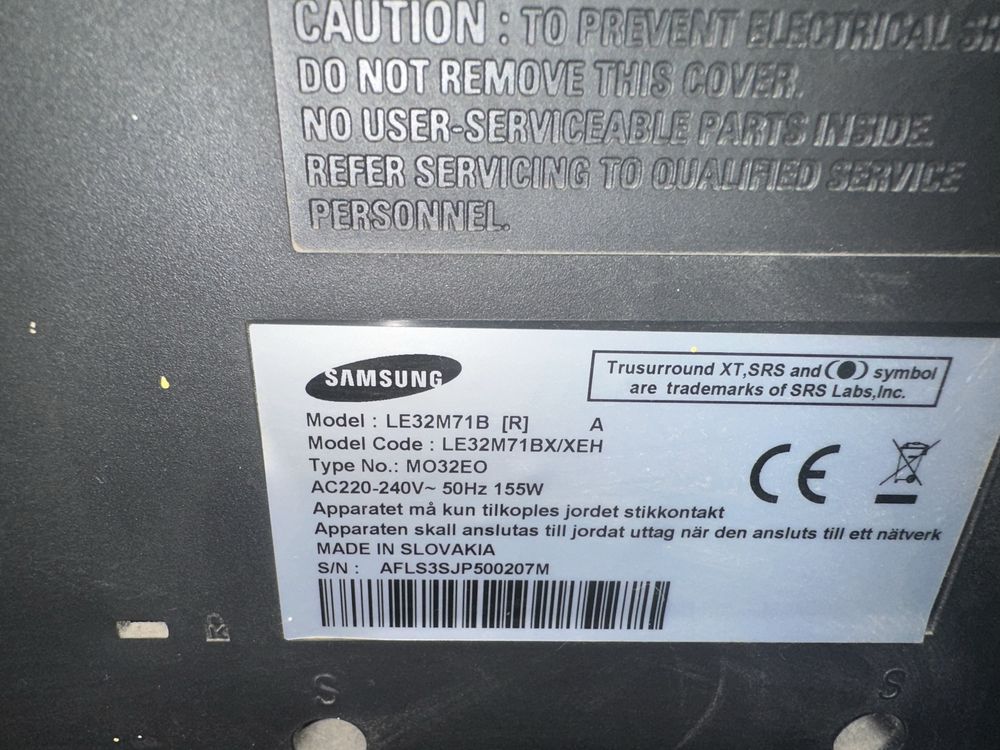 CAUTION : TO PREVENT ELECTRICAL
DO NOT REMOVE THIS COVER.
NO USER-SERVICEABLE PARTS INSIDE.
REFER SERVICING TO QUALIFIED SERVICE
PERSONNEL.
SAMSUNG
Trusurround XT,SRS and symbol
are trademarks of SRS Labs,Inc.
Model : LE32M71B [R] A
Model Code : LE32M71BX/XEH
Type No.: MO32EO
AC220-240V~ 50Hz 155W
Apparatet må kun tilkoples jordet stikkontakt
Apparaten skall anslutas till jordat uttag när den ansluts till ett nätverk
MADE IN SLOVAKIA
S/N : AFLS3SJP500207M
CE
S
S